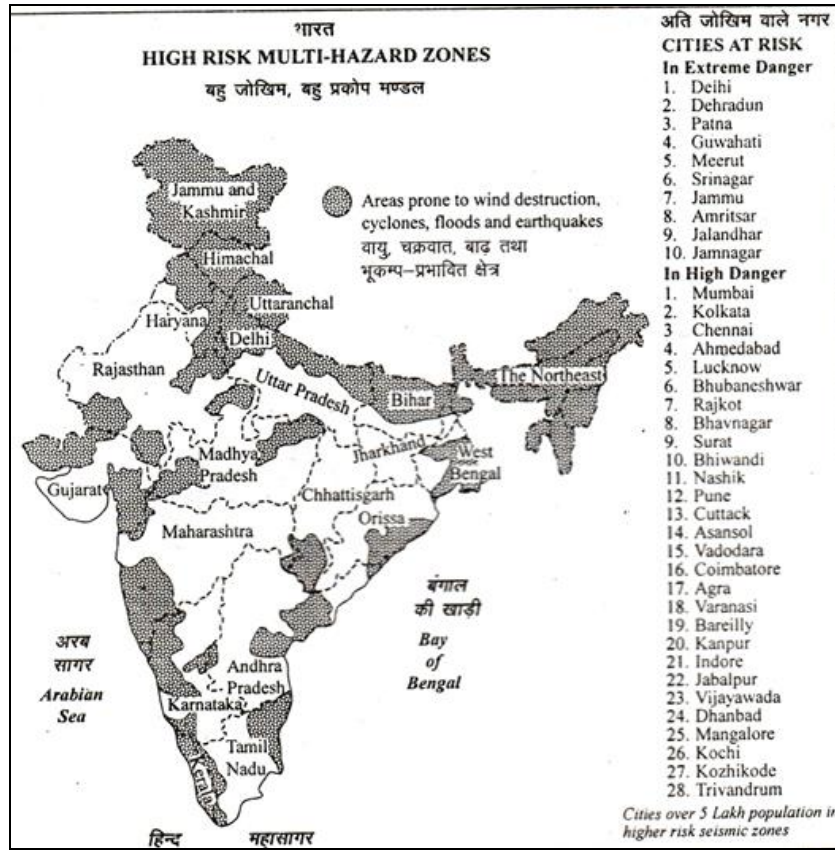 भारत
HIGH RISK MULTI-HAZARD ZONES
बहु जोखिम, बहु प्रकोप मण्डल
Jammu and
Kashmir
Himachal
Uttaranchal
Haryana
Delhi
Rajasthan
Uttar Pradesh
Bihar
The Northeast
Madhya
Pradesh
Jharkhand
West
Bengal
Gujarat
Chhattisgarh
Orissa
Maharashtra
Andhra
Pradesh
Karnataka
Tamil
Nadu
Kerala
Areas prone to wind destruction,
cyclones, floods and earthquakes
वायु, चक्रवात, बाढ़ तथा
भूकम्प-प्रभावित क्षेत्र
अरब
सागर
Arabian
Sea
बंगाल
की खाड़ी
Bay
of
Bengal
हिन्द महासागर
अति जोखिम वाले नगर
CITIES AT RISK
In Extreme Danger
1. Delhi
2. Dehradun
3. Patna
4. Guwahati
5. Meerut
6. Srinagar
7. Jammu
8. Amritsar
9. Jalandhar
10. Jamnagar
In High Danger
1. Mumbai
2. Kolkata
3 Chennai
4. Ahmedabad
5. Lucknow
6. Bhubaneshwar
7. Rajkot
8. Bhavnagar
9. Surat
10. Bhiwandi
11. Nashik
12. Pune
13. Cuttack
14. Asansol
15. Vadodara
16. Coimbatore
17. Agra
18. Varanasi
19. Bareilly
20. Kanpur
21. Indore
22. Jabalpur
23. Vijayawada
24. Dhanbad
25. Mangalore
26. Kochi
27. Kozhikode
28. Trivandrum
Cities over 5 Lakh population in
higher risk seismic zones